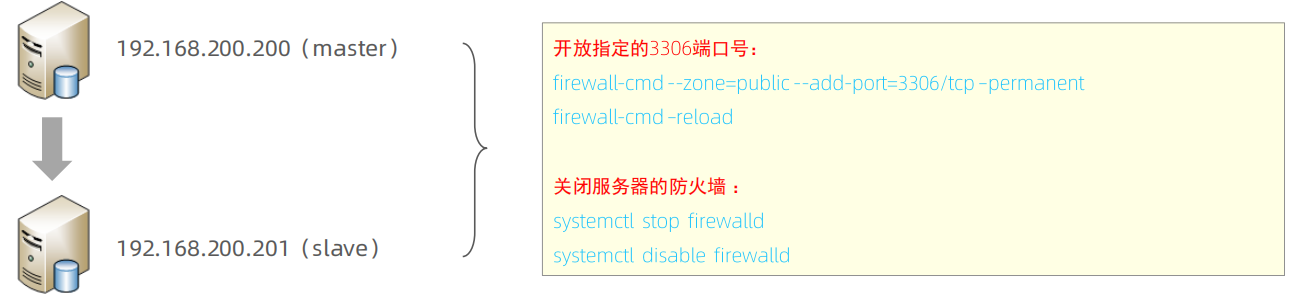 192.168.200.200（master）
开放指定的3306端口号：
firewall-cmd --zone=public --add-port=3306/tcp –permanent
firewall-cmd –reload
关闭服务器的防火墙 ：
systemctl stop firewalld
systemctl disable firewalld
192.168.200.201（slave）